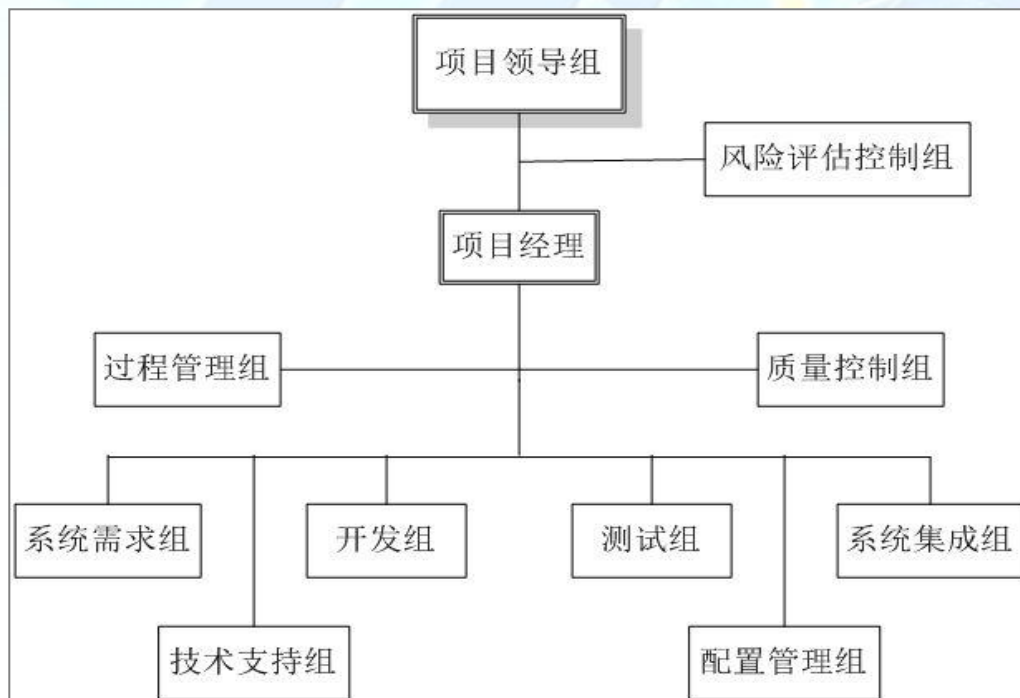 项目领导组
风险评估控制组
项目经理
过程管理组
质量控制组
系统需求组
开发组
测试组
系统集成组
技术支持组
配置管理组